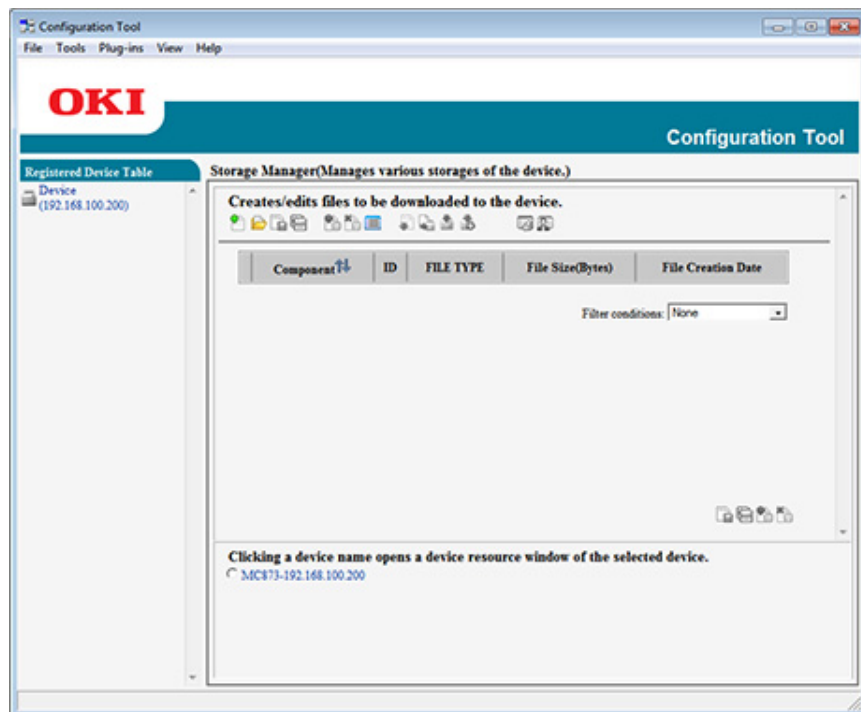 Configuration Tool
File Tools Plug-ins View Help
OKI
Configuration Tool
Registered Device Table
Device
(192.168.100.200)
Storage Manager(Manages various storages of the device.)
Creates/edits files to be downloaded to the device.
Component ID FILE TYPE File Size(Bytes) File Creation Date
Filter conditions: None
Clicking a device name opens a device resource window of the selected device.
MC873-192.168.100.200